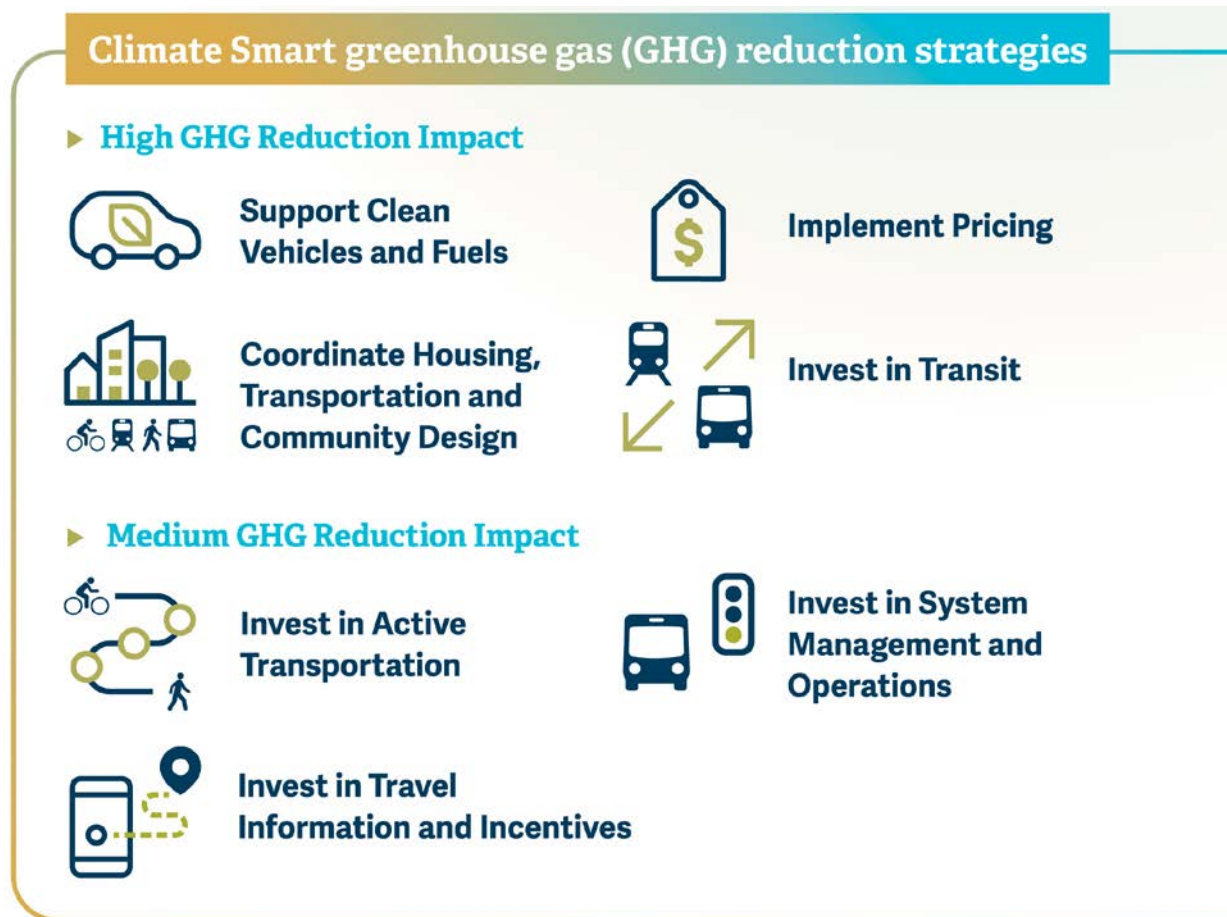 Climate Smart greenhouse gas (GHG) reduction strategies
High GHG Reduction Impact
Support Clean
Vehicles and Fuels
$
Implement Pricing
Coordinate Housing,
Transportation and
Community Design
Invest in Transit
Medium GHG Reduction Impact
Invest in Active
Transportation
Invest in System
Management and
Operations
Invest in Travel
Information and Incentives